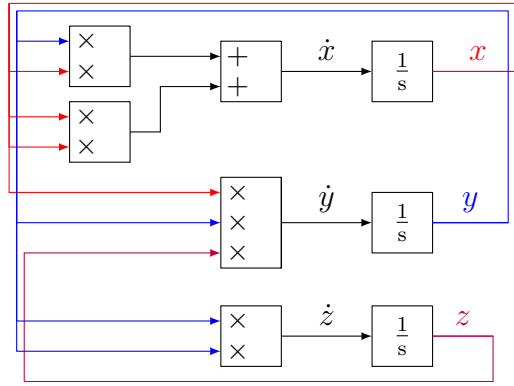 ×
×
+
+
ẋ
1/s
x
×
×
×
×
×
ẏ
1/s
y
×
×
ż
1/s
z